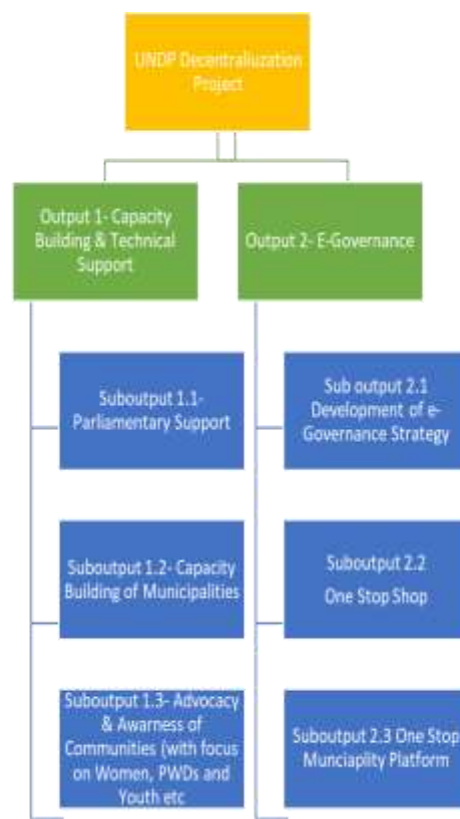 UNDP Decentraliuzation
Project
Output 1- Capacity
Building & Technical
Support
Output 2- E-Governance
Suboutput 1.1-
Parliamentary Support
Sub output 2.1
Development of e-
Governance Strategy
Suboutput 1.2- Capacity
Building of Municipalities
Suboutput 2.2
One Stop Shop
Suboutput 1.3- Advocacy
& Awarness of
Communities (with focus
on Women, PWDs and
Youth etc
Suboutput 2.3 One Stop
Munciaplity Platform